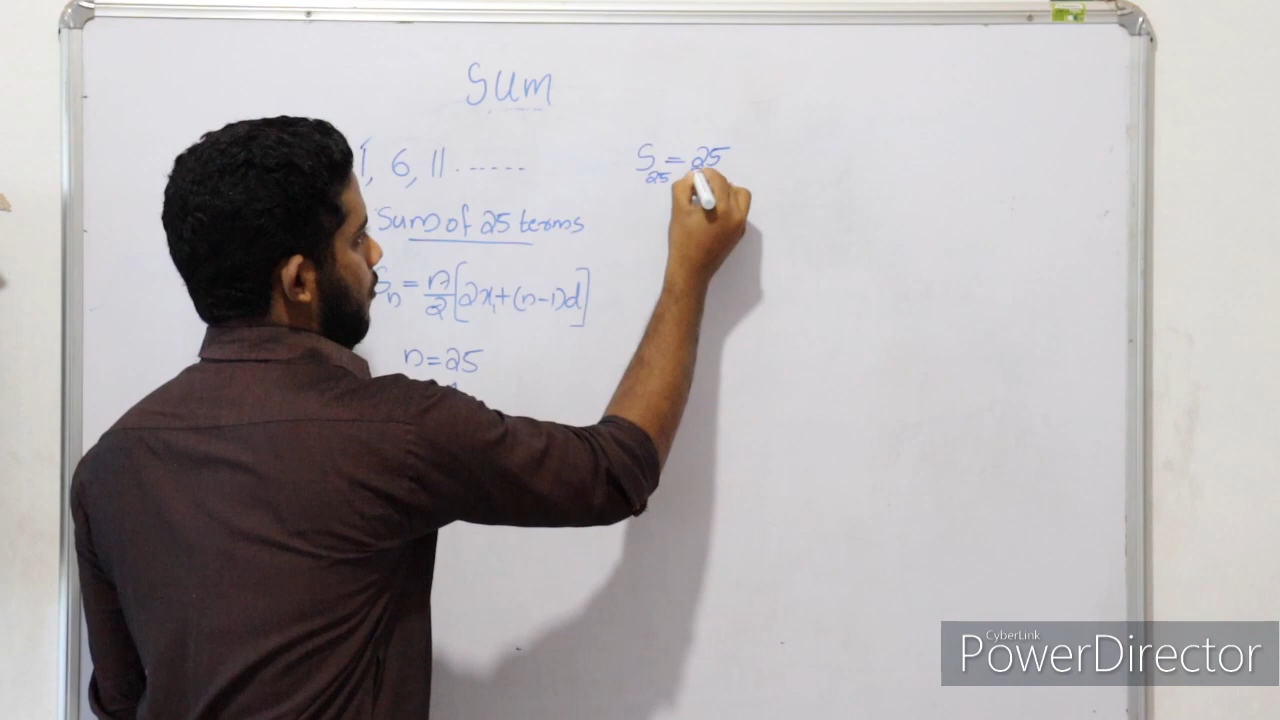 Sum
1, 6, 11 ......
Sum of 25 terms
Sn = n/2 [2x₁ + (n-1)d]
n = 25
S₂₅ = 25
CyberLink
PowerDirector